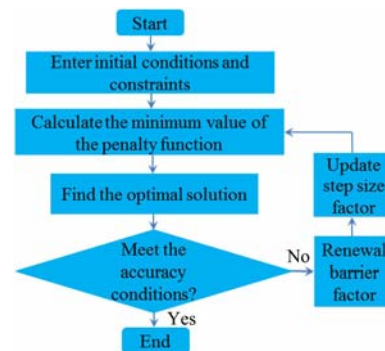 Start
Enter initial conditions and
constraints
Calculate the minimum value of
the penalty function
Find the optimal solution
Meet the
accuracy
conditions?
No
Renewal
barrier
factor
Update
step size
factor
Yes
End